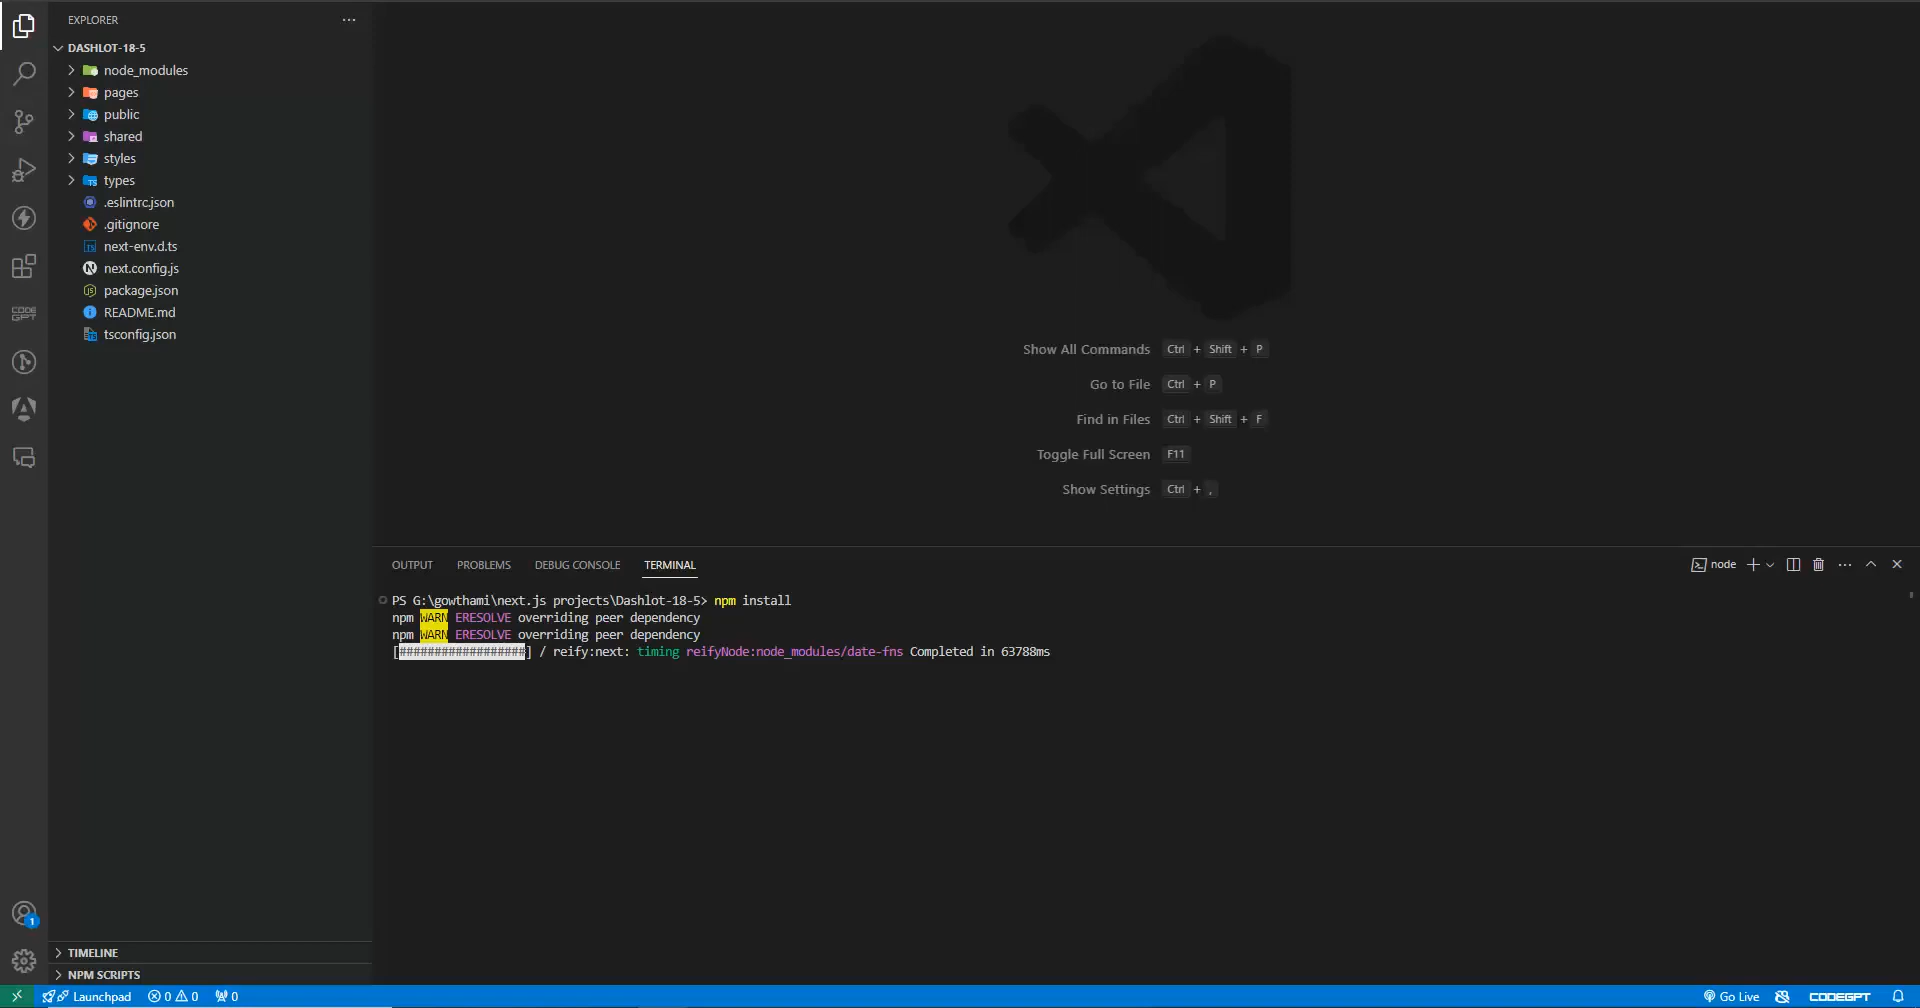 EXPLORER
DASHLOT-18-5
node_modules
pages
public
shared
styles
types
.eslintrc.json
.gitignore
next-env.d.ts
next.config.js
package.json
README.md
tsconfig.json
CODE
GPT
1
TIMELINE
NPM SCRIPTS
Show All Commands Ctrl + Shift + P
Go to File Ctrl + P
Find in Files Ctrl + Shift + F
Toggle Full Screen F11
Show Settings Ctrl + ,
OUTPUT PROBLEMS DEBUG CONSOLE TERMINAL
node
PS G:\gowthami\next.js projects\Dashlot-18-5> npm install
npm WARN ERESOLVE overriding peer dependency
npm WARN ERESOLVE overriding peer dependency
[##################] / reify:next: timing reifyNode:node_modules/date-fns Completed in 63788ms
Launchpad 0 0 0
Go Live CODEGPT